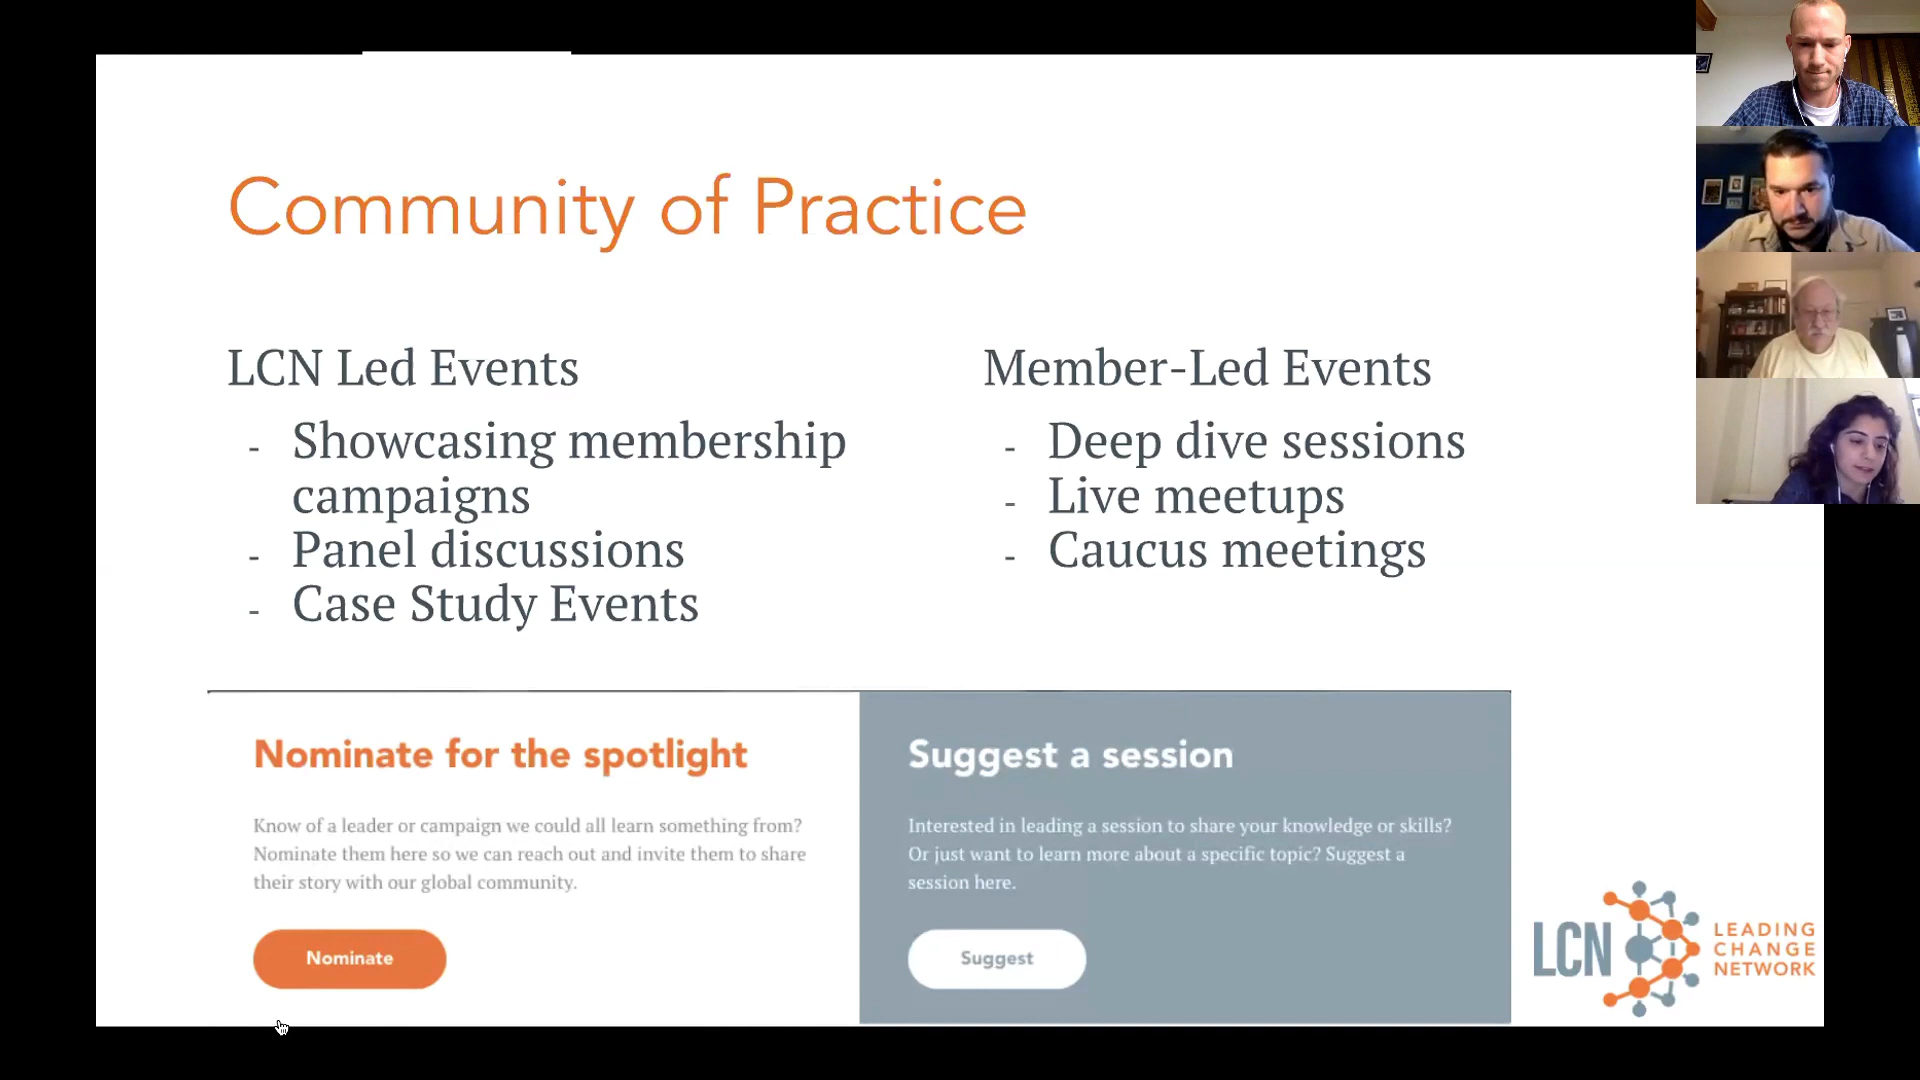 Community of Practice
LCN Led Events
- Showcasing membership
campaigns
- Panel discussions
- Case Study Events
Member-Led Events
- Deep dive sessions
- Live meetups
- Caucus meetings
Nominate for the spotlight
Know of a leader or campaign we could all learn something from?
Nominate them here so we can reach out and invite them to share
their story with our global community.
Nominate
Suggest a session
Interested in leading a session to share your knowledge or skills?
Or just want to learn more about a specific topic? Suggest a
session here.
Suggest
LCN
LEADING
CHANGE
NETWORK